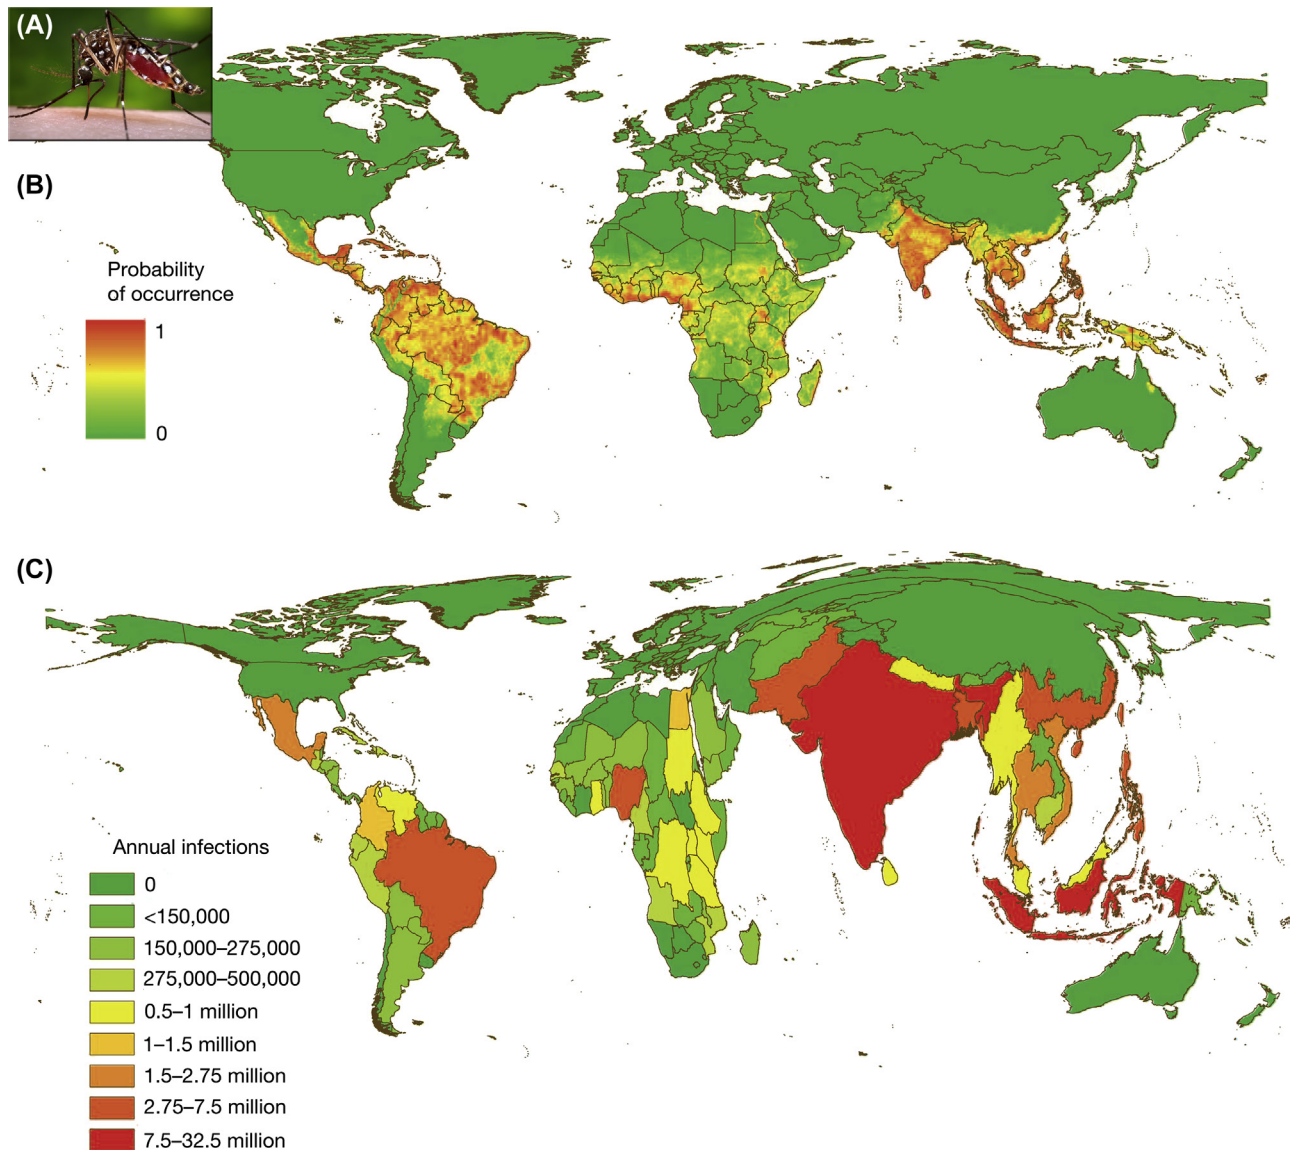 (A)
(B)
Probability
of occurrence
1
0
(C)
Annual infections
0
<150,000
150,000–275,000
275,000–500,000
0.5–1 million
1–1.5 million
1.5–2.75 million
2.75–7.5 million
7.5–32.5 million